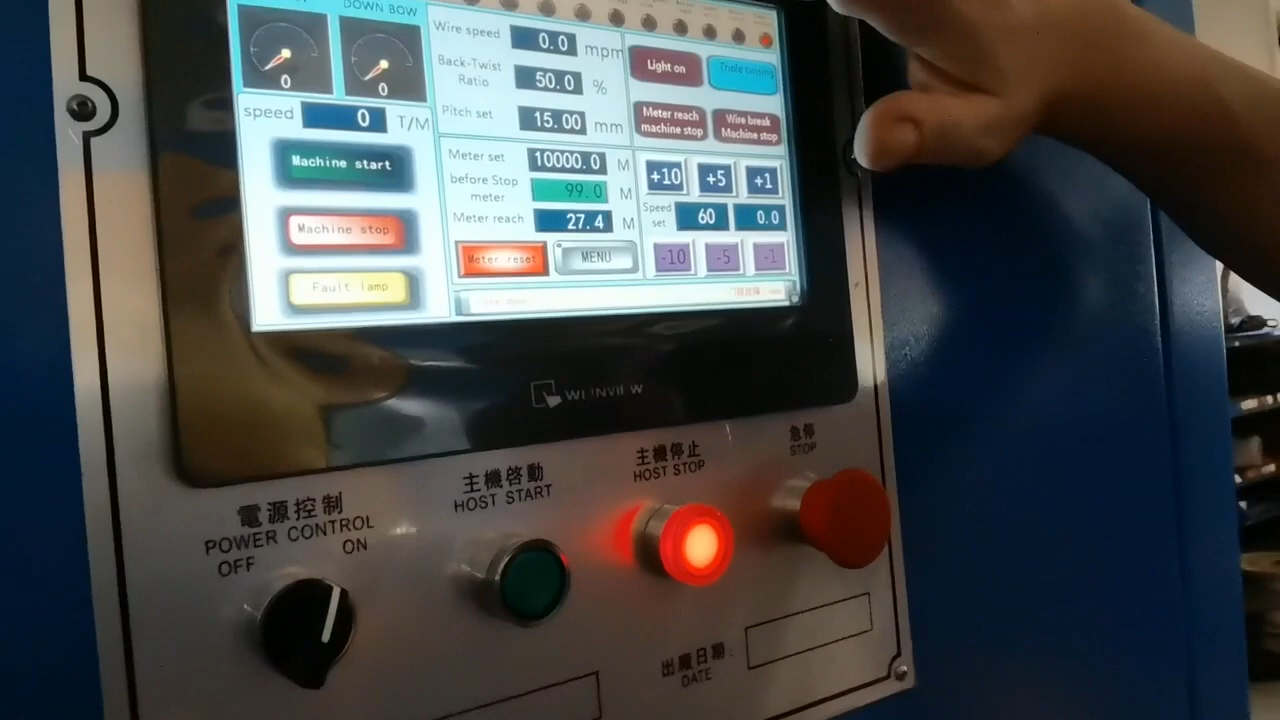 DOWN BOW
0
0
speed 0 T/M
Machine start
Machine stop
Fault lamp
Wire speed 0.0 mpm
Back-Twist
Ratio 50.0 %
Pitch set 15.00 mm
Meter set 10000.0 M
before Stop
meter 99.0 M
Meter reach 27.4 M
Meter reset
MENU
Light on
Meter reach
machine stop
Wire break
Machine stop
+10 +5 +1
Speed
set 60 0.0
-10 -5 -1
電源控制
POWER CONTROL
OFF ON
主機啓動
HOST START
主機停止
HOST STOP
急停
STOP
出廠日期:
DATE